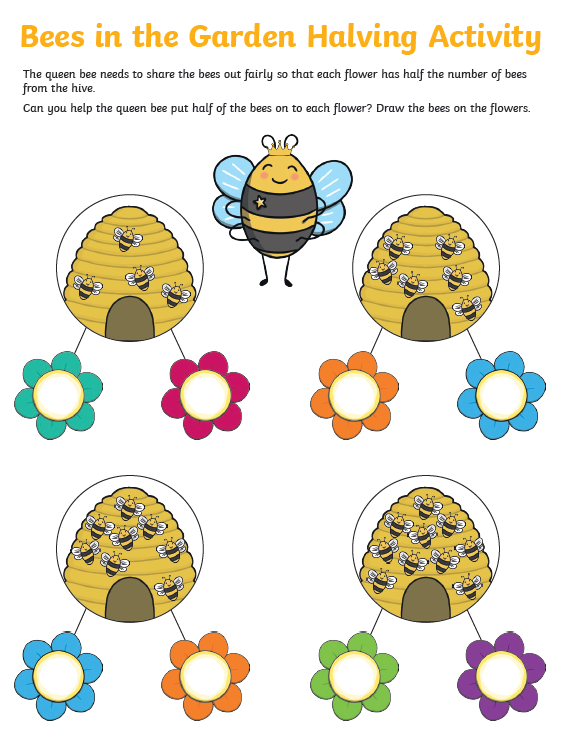 Bees in the Garden Halving Activity
The queen bee needs to share the bees out fairly so that each flower has half the number of bees
from the hive.
Can you help the queen bee put half of the bees on to each flower? Draw the bees on the flowers.